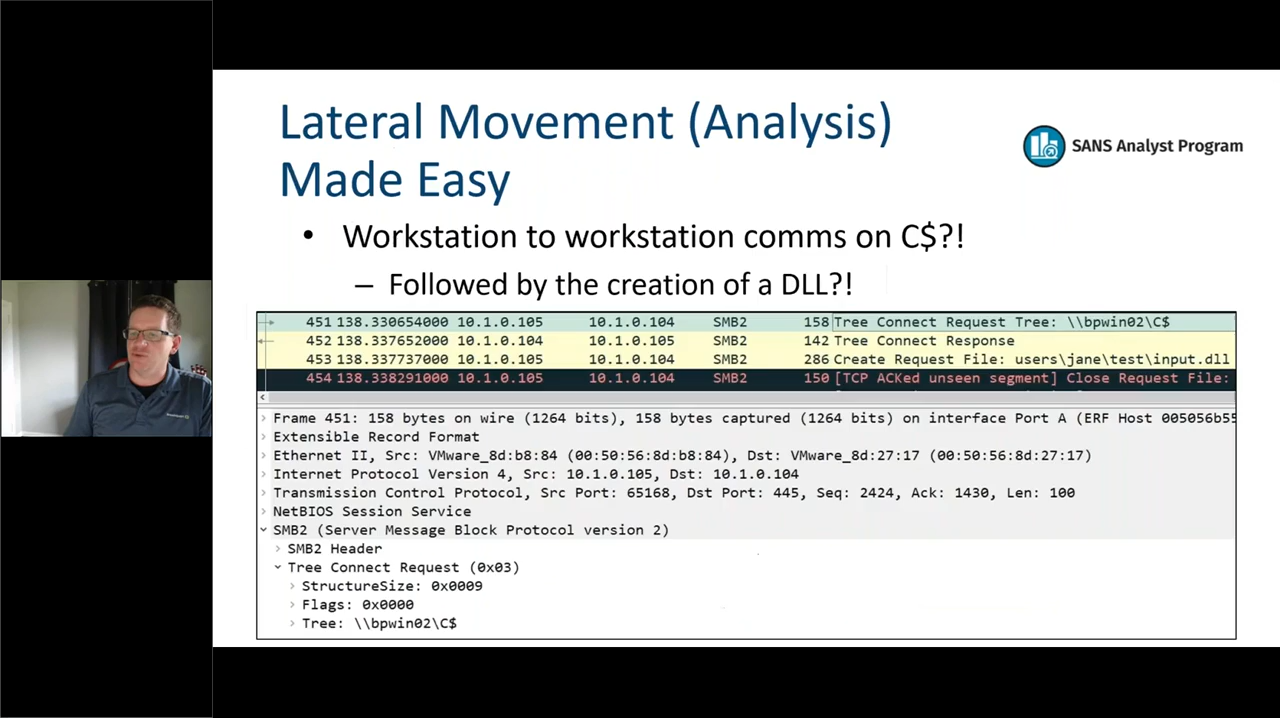 Lateral Movement (Analysis)
Made Easy
SANS Analyst Program
• Workstation to workstation comms on C$?!
– Followed by the creation of a DLL?!
451 138.330654000 10.1.0.105 10.1.0.104 SMB2 158 Tree Connect Request Tree: \\bpwin02\C$
452 138.337652000 10.1.0.104 10.1.0.105 SMB2 142 Tree Connect Response
453 138.337737000 10.1.0.105 10.1.0.104 SMB2 286 Create Request File: users\jane\test\input.dll
454 138.338291000 10.1.0.105 10.1.0.104 SMB2 150 [TCP ACKed unseen segment] Close Request File:
Frame 451: 158 bytes on wire (1264 bits), 158 bytes captured (1264 bits) on interface Port A (ERF Host 005056b55
Extensible Record Format
Ethernet II, Src: VMware_8d:b8:84 (00:50:56:8d:b8:84), Dst: VMware_8d:27:17 (00:50:56:8d:27:17)
Internet Protocol Version 4, Src: 10.1.0.105, Dst: 10.1.0.104
Transmission Control Protocol, Src Port: 65168, Dst Port: 445, Seq: 2424, Ack: 1430, Len: 100
NetBIOS Session Service
SMB2 (Server Message Block Protocol version 2)
SMB2 Header
Tree Connect Request (0x03)
StructureSize: 0x0009
Flags: 0x0000
Tree: \\bpwin02\C$